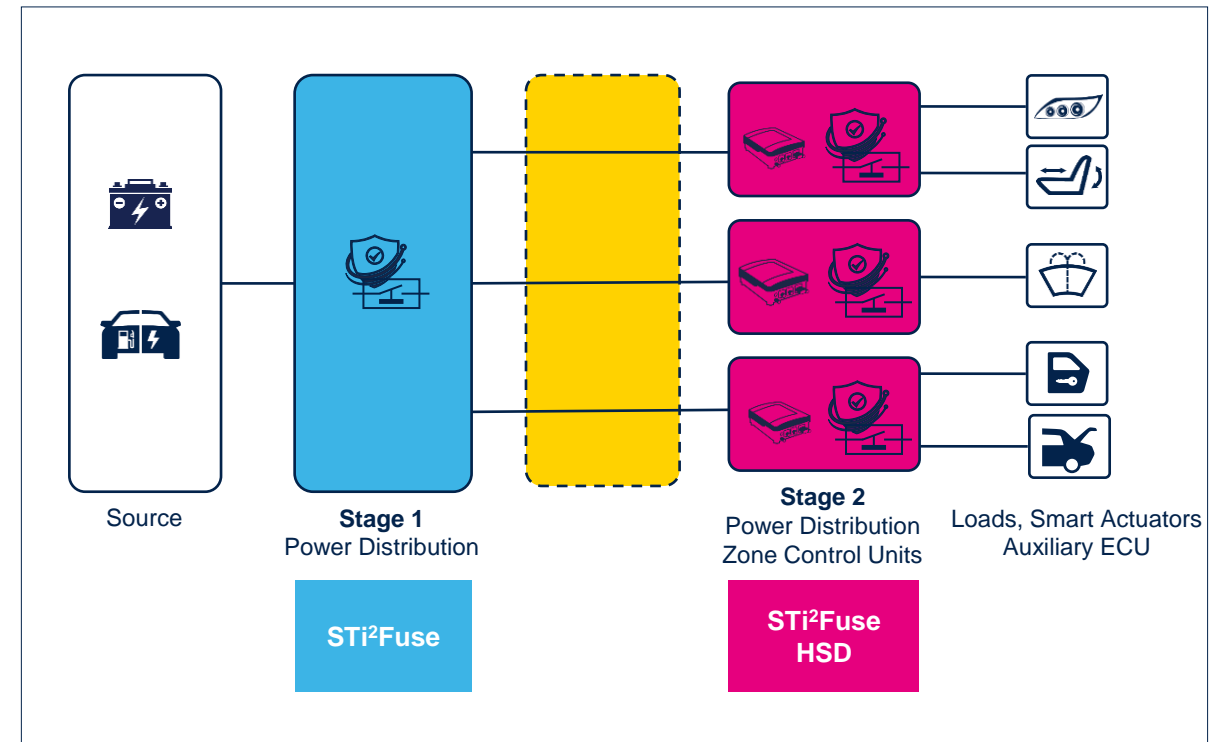 Source
Stage 1
Power Distribution
STi²Fuse
Stage 2
Power Distribution
Zone Control Units
STi²Fuse
HSD
Loads, Smart Actuators
Auxiliary ECU